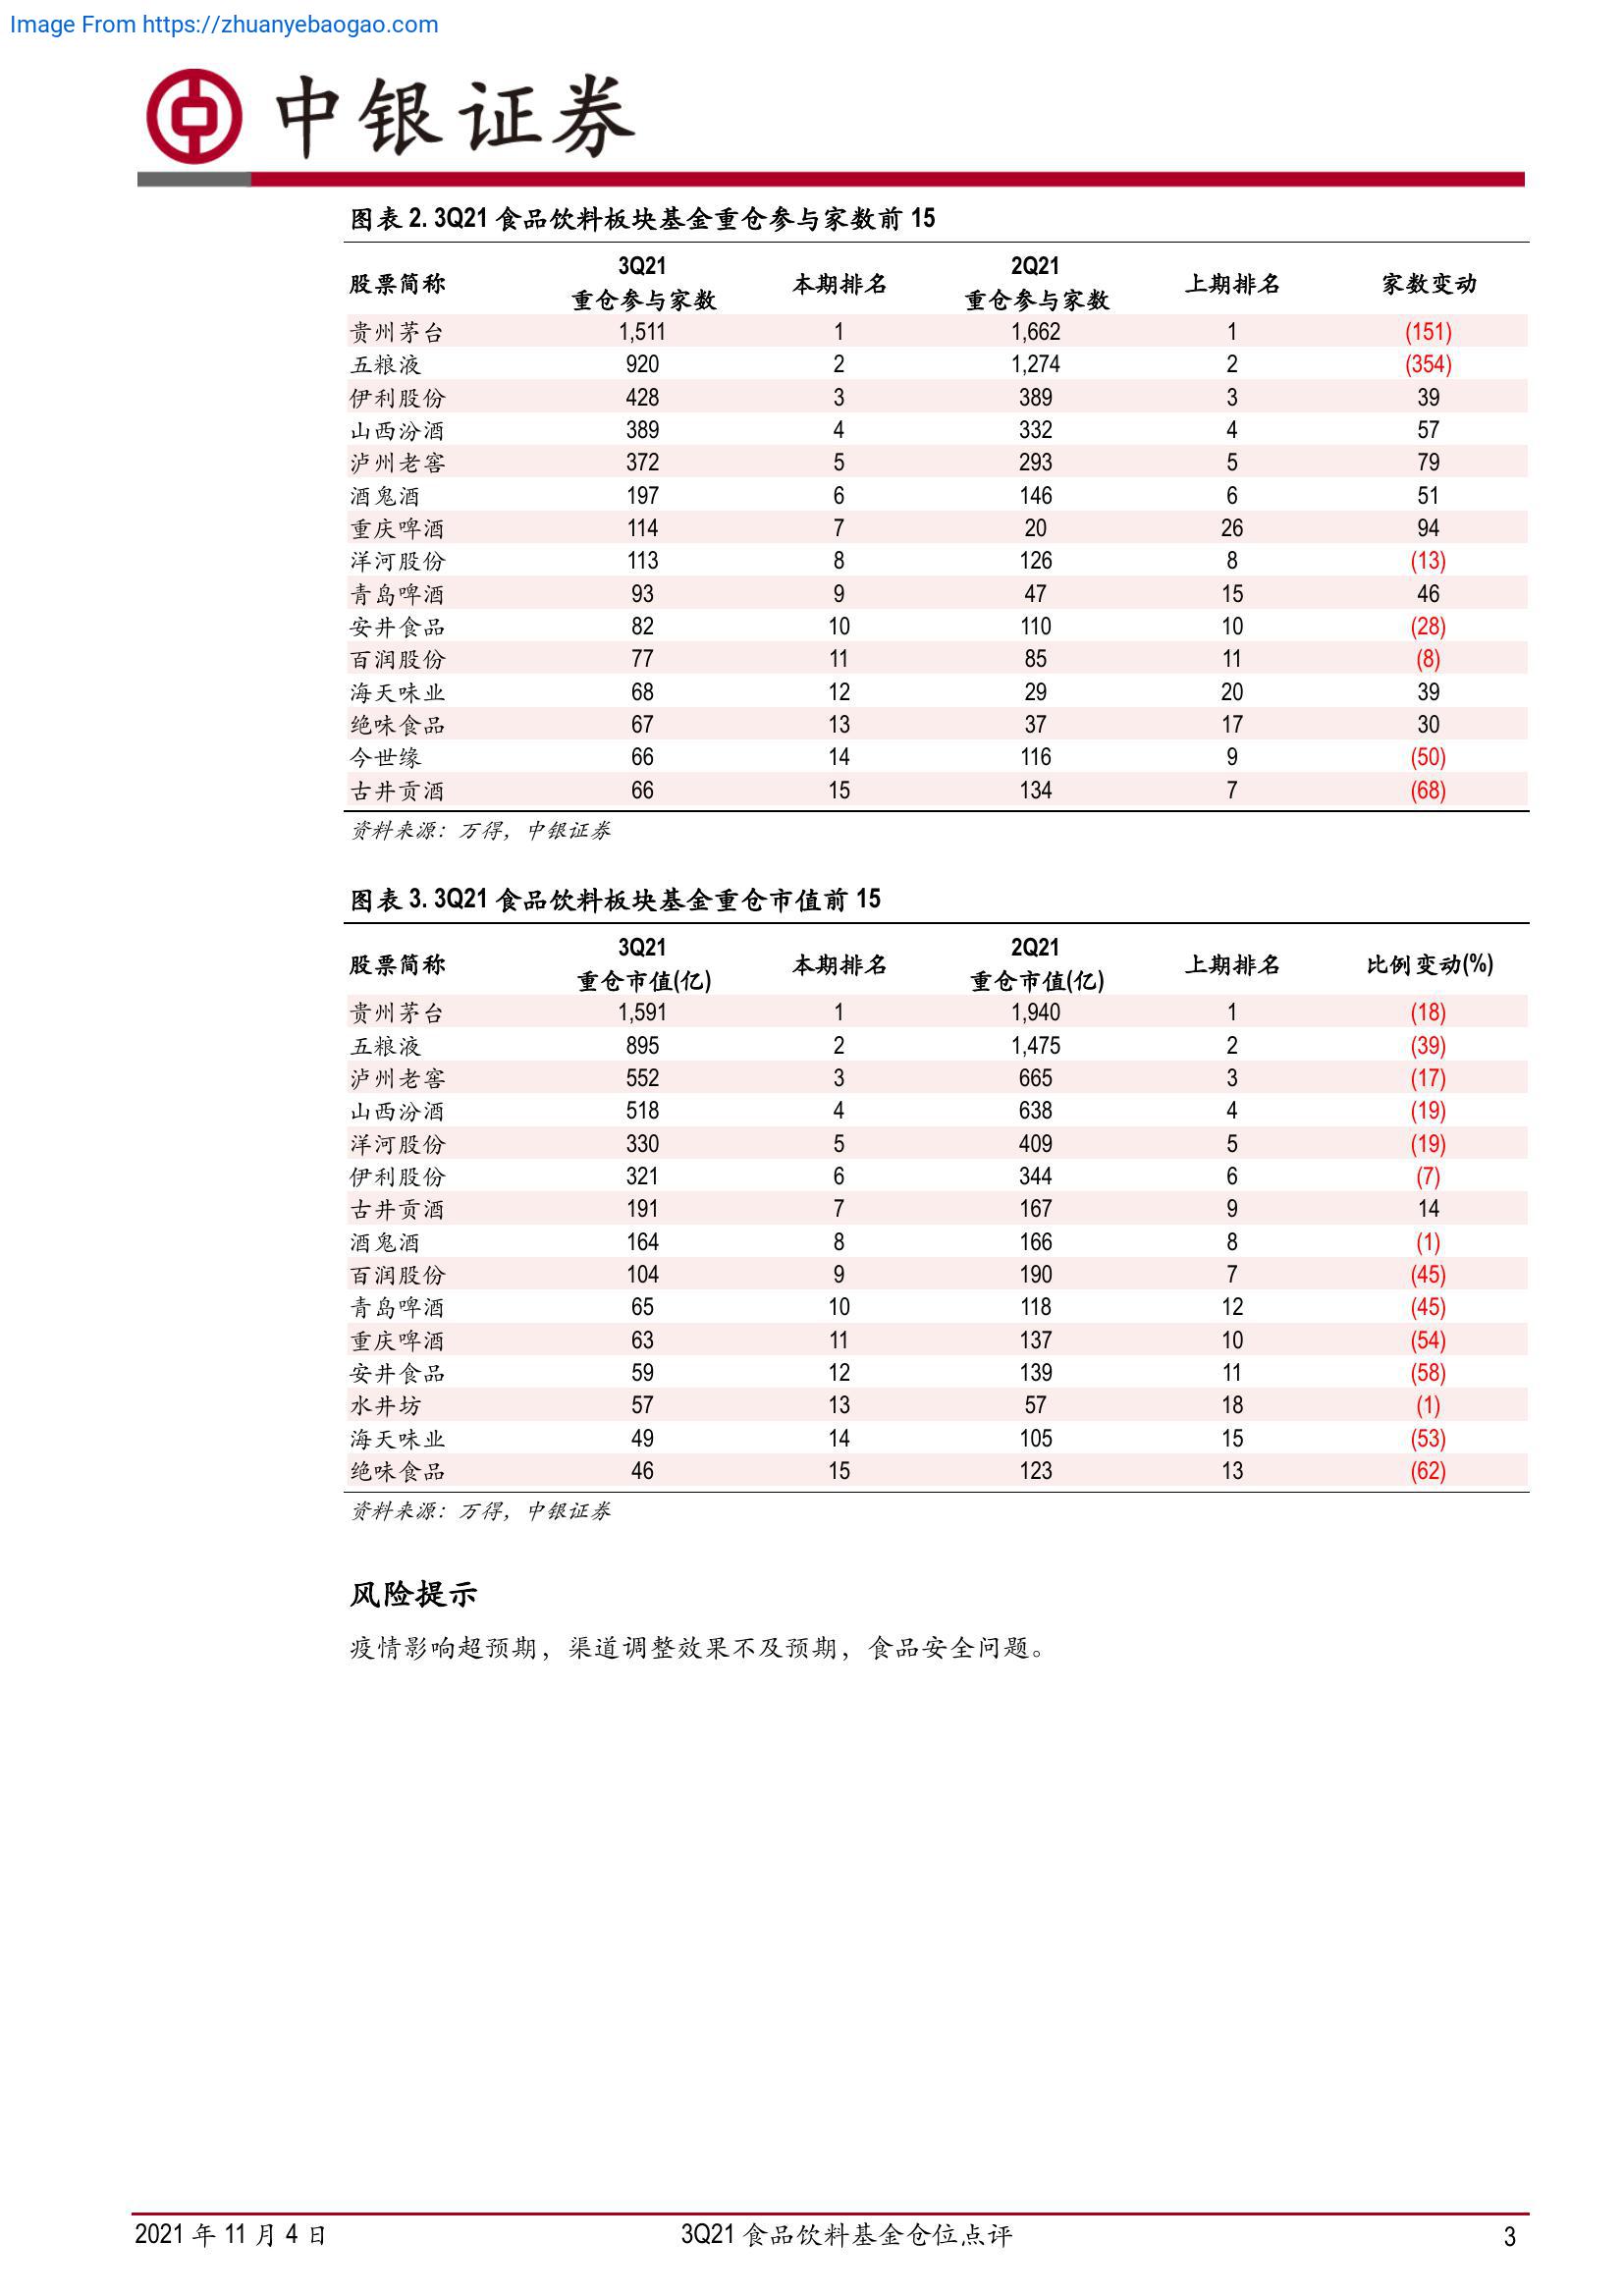 Image From https://zhuanyebaogao.com
中银证券
图表 2. 3Q21 食品饮料板块基金重仓参与家数前 15
股票简称 3Q21 重仓参与家数 本期排名 2Q21 重仓参与家数 上期排名 家数变动
贵州茅台 1,511 1 1,662 1 (151)
五粮液 920 2 1,274 2 (354)
伊利股份 428 3 389 3 39
山西汾酒 389 4 332 4 57
泸州老窖 372 5 293 5 79
酒鬼酒 197 6 146 6 51
重庆啤酒 114 7 20 26 94
洋河股份 113 8 126 8 (13)
青岛啤酒 93 9 47 15 46
安井食品 82 10 110 10 (28)
百润股份 77 11 85 11 (8)
海天味业 68 12 29 20 39
绝味食品 67 13 37 17 30
今世缘 66 14 116 9 (50)
古井贡酒 66 15 134 7 (68)
资料来源：万得，中银证券
图表 3. 3Q21 食品饮料板块基金重仓市值前 15
股票简称 3Q21 重仓市值(亿) 本期排名 2Q21 重仓市值(亿) 上期排名 比例变动(%)
贵州茅台 1,591 1 1,940 1 (18)
五粮液 895 2 1,475 2 (39)
泸州老窖 552 3 665 3 (17)
山西汾酒 518 4 638 4 (19)
洋河股份 330 5 409 5 (19)
伊利股份 321 6 344 6 (7)
古井贡酒 191 7 167 9 14
酒鬼酒 164 8 166 8 (1)
百润股份 104 9 190 7 (45)
青岛啤酒 65 10 118 12 (45)
重庆啤酒 63 11 137 10 (54)
安井食品 59 12 139 11 (58)
水井坊 57 13 57 18 (1)
海天味业 49 14 105 15 (53)
绝味食品 46 15 123 13 (62)
资料来源：万得，中银证券
风险提示
疫情影响超预期，渠道调整效果不及预期，食品安全问题。
2021 年 11 月 4 日 3Q21 食品饮料基金仓位点评 3